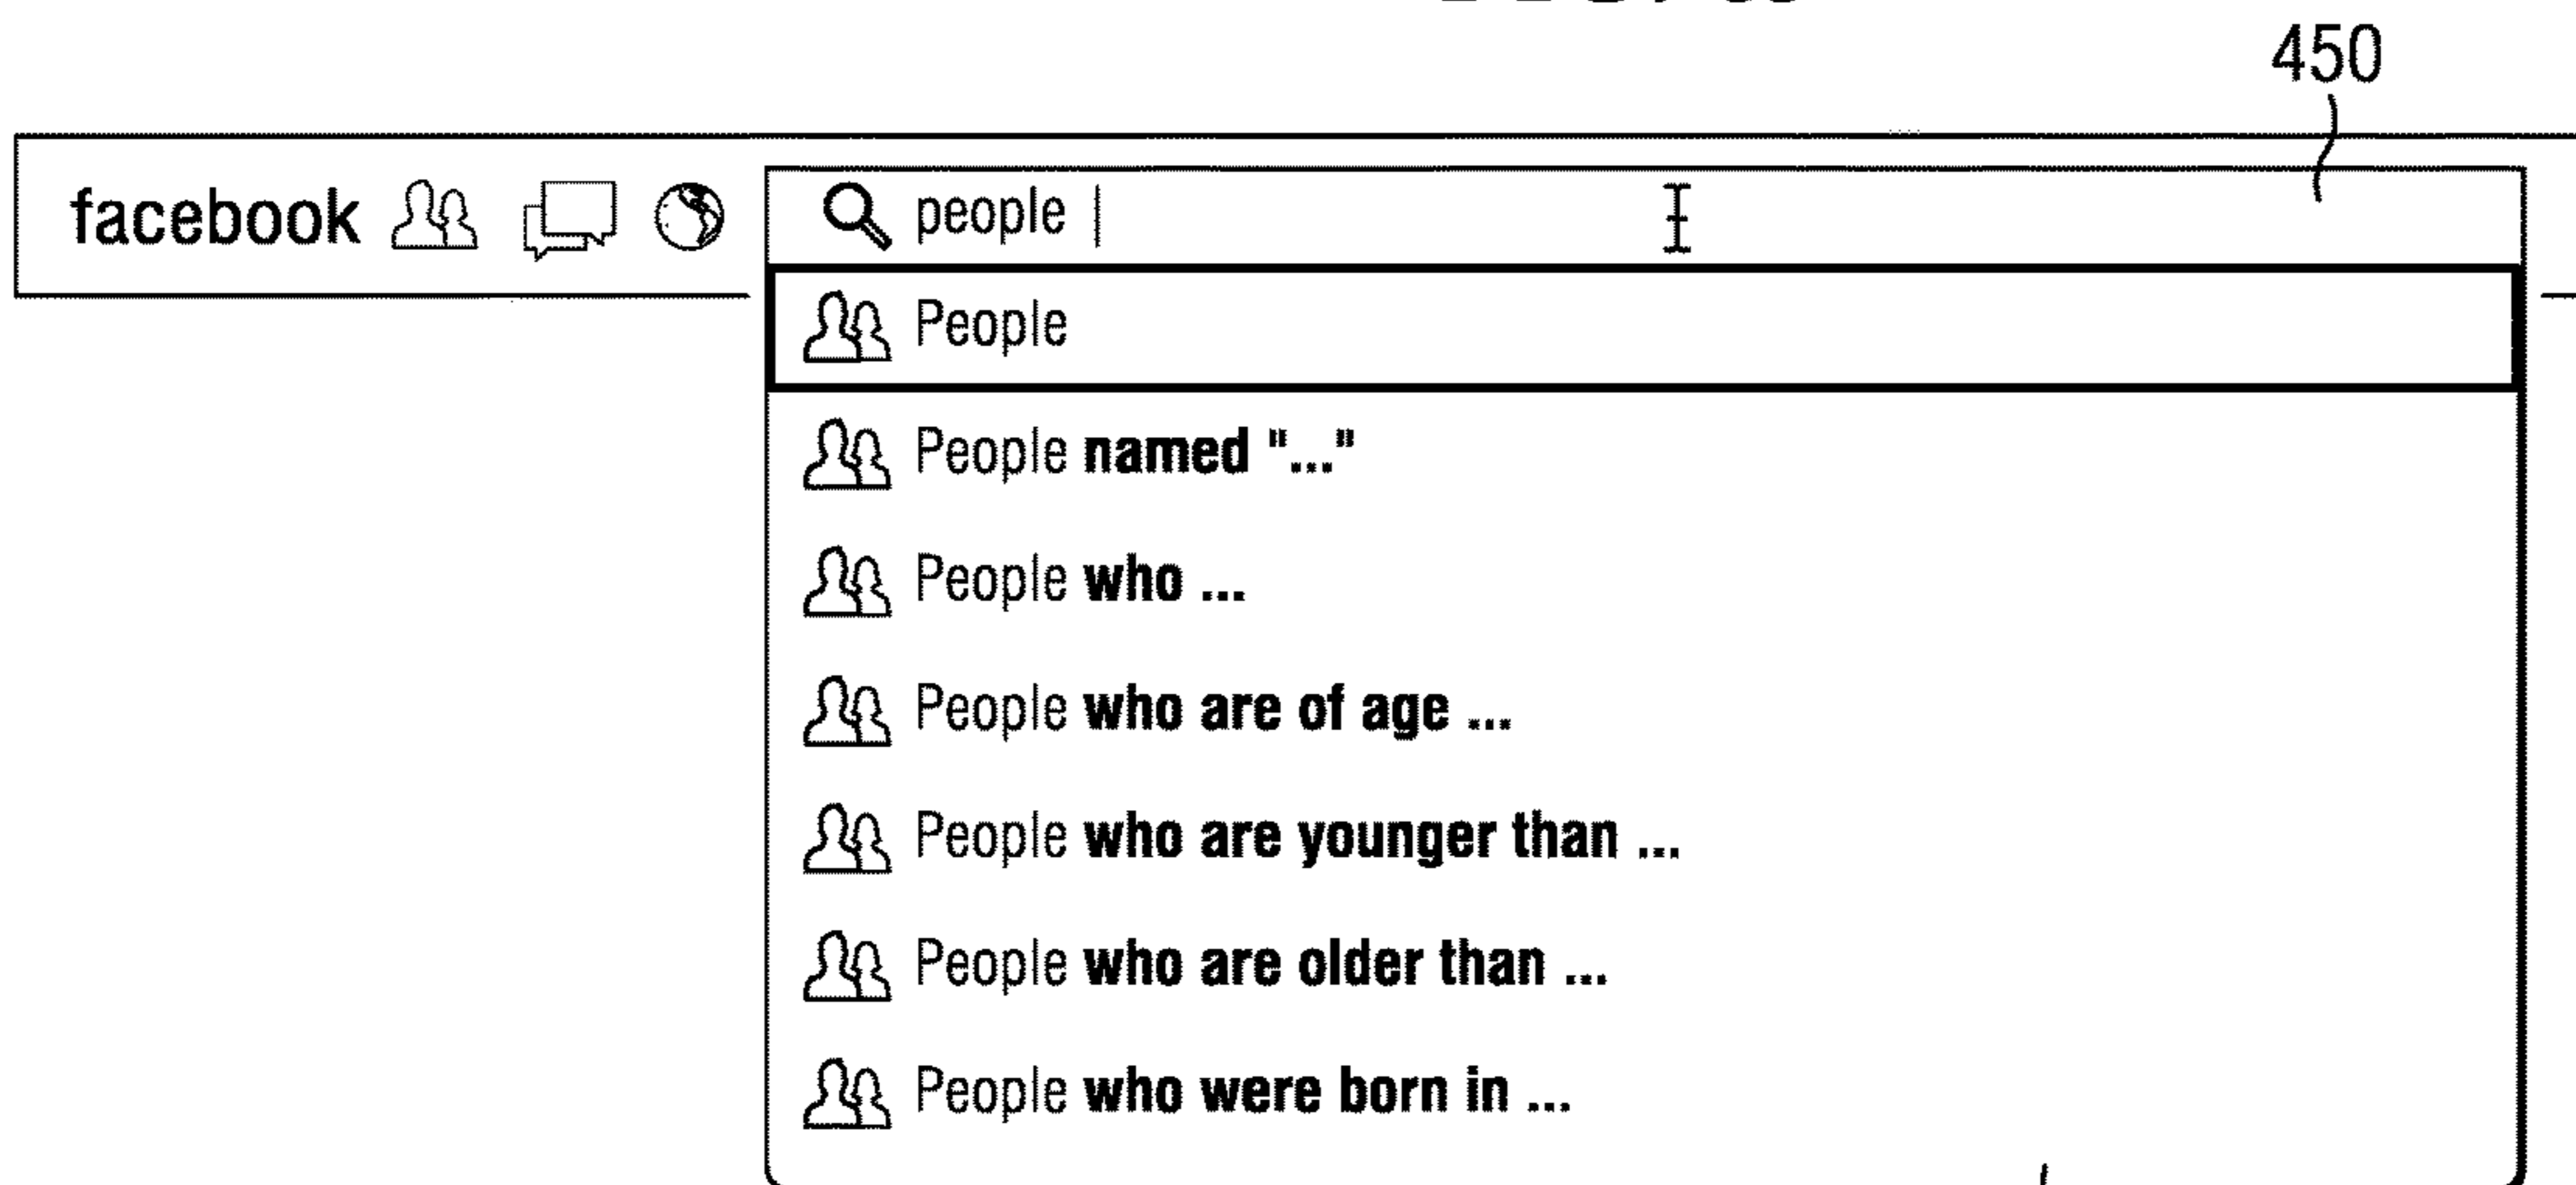 450
facebook people
People
People named "..."
People who ...
People who are of age ...
People who are younger than ...
People who are older than ...
People who were born in ...